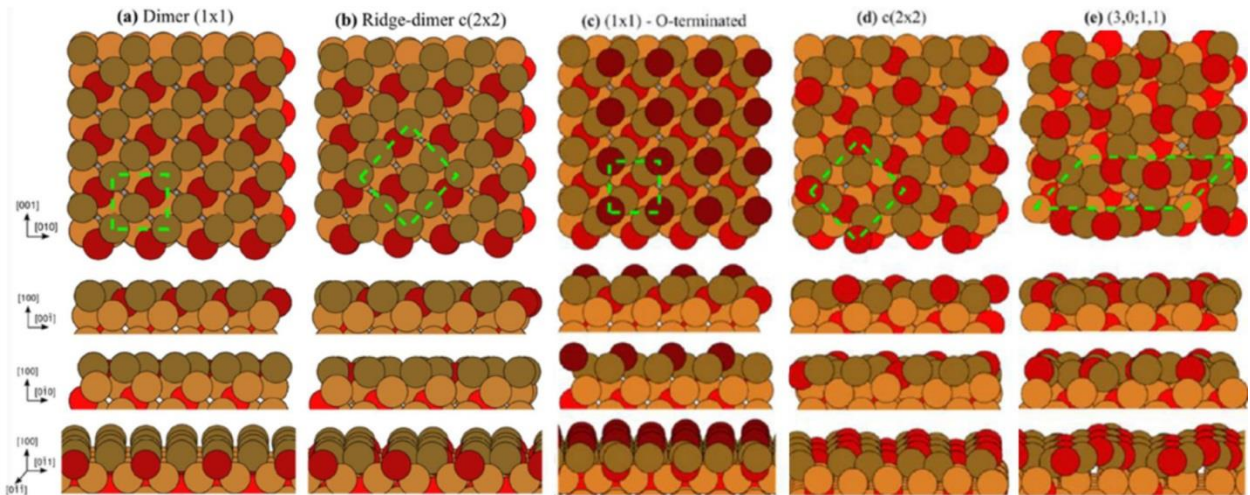 (a) Dimer (1x1)
(b) Ridge-dimer c(2x2)
(c) (1x1) - O-terminated
(d) c(2x2)
(e) (3,0;1,1)
[001]
[010]
[100]
[001̄]
[100]
[01̄0]
[100]
[01̄1]
[01̄1̄]